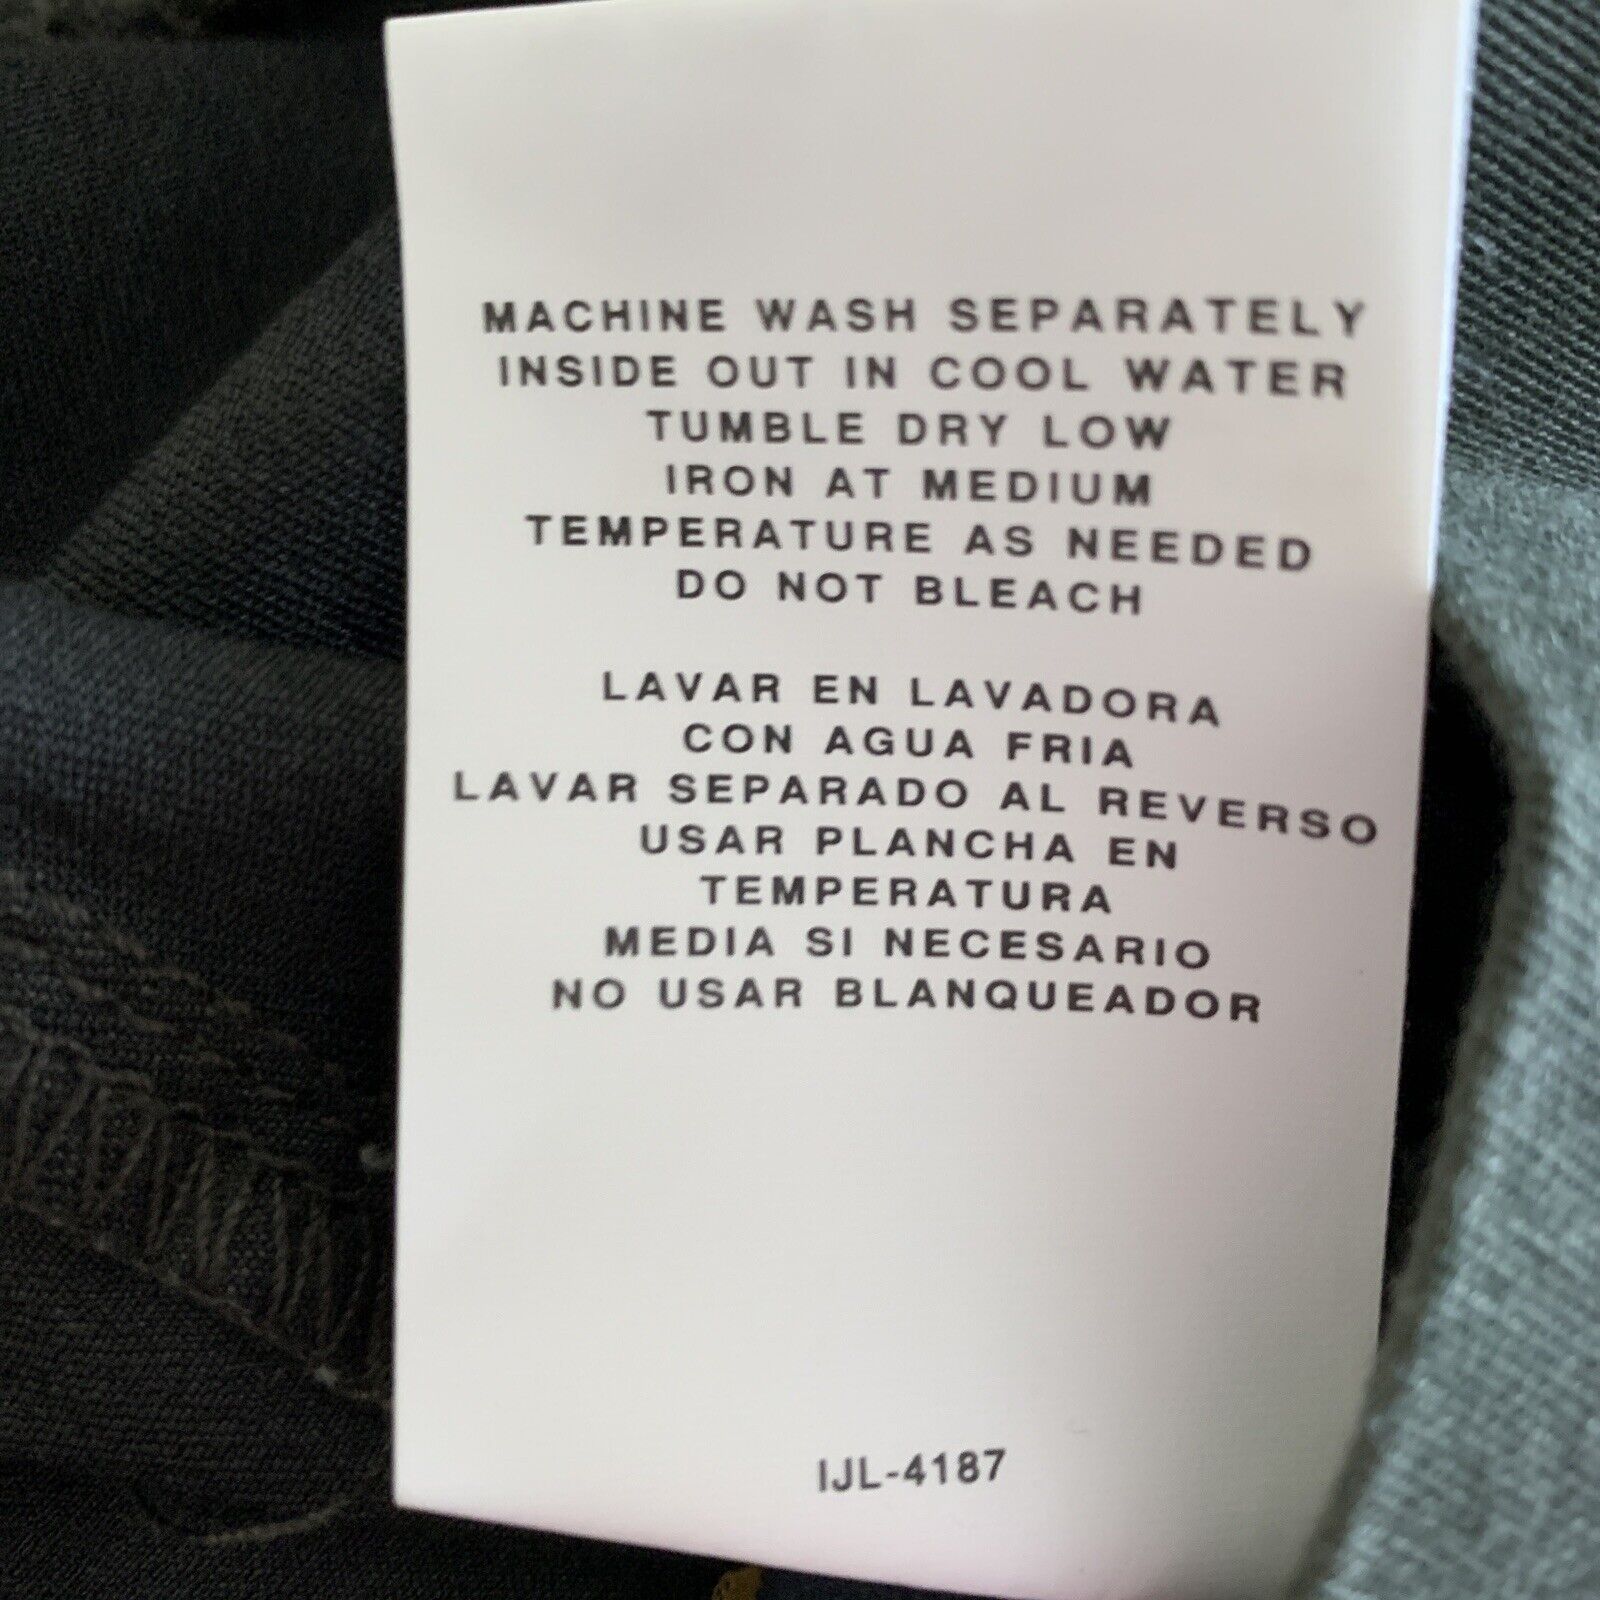 MACHINE WASH SEPARATELY
INSIDE OUT IN COOL WATER
TUMBLE DRY LOW
IRON AT MEDIUM
TEMPERATURE AS NEEDED
DO NOT BLEACH
LAVAR EN LAVADORA
CON AGUA FRIA
LAVAR SEPARADO AL REVERSO
USAR PLANCHA EN
TEMPERATURA
MEDIA SI NECESARIO
NO USAR BLANQUEADOR
IJL-4187